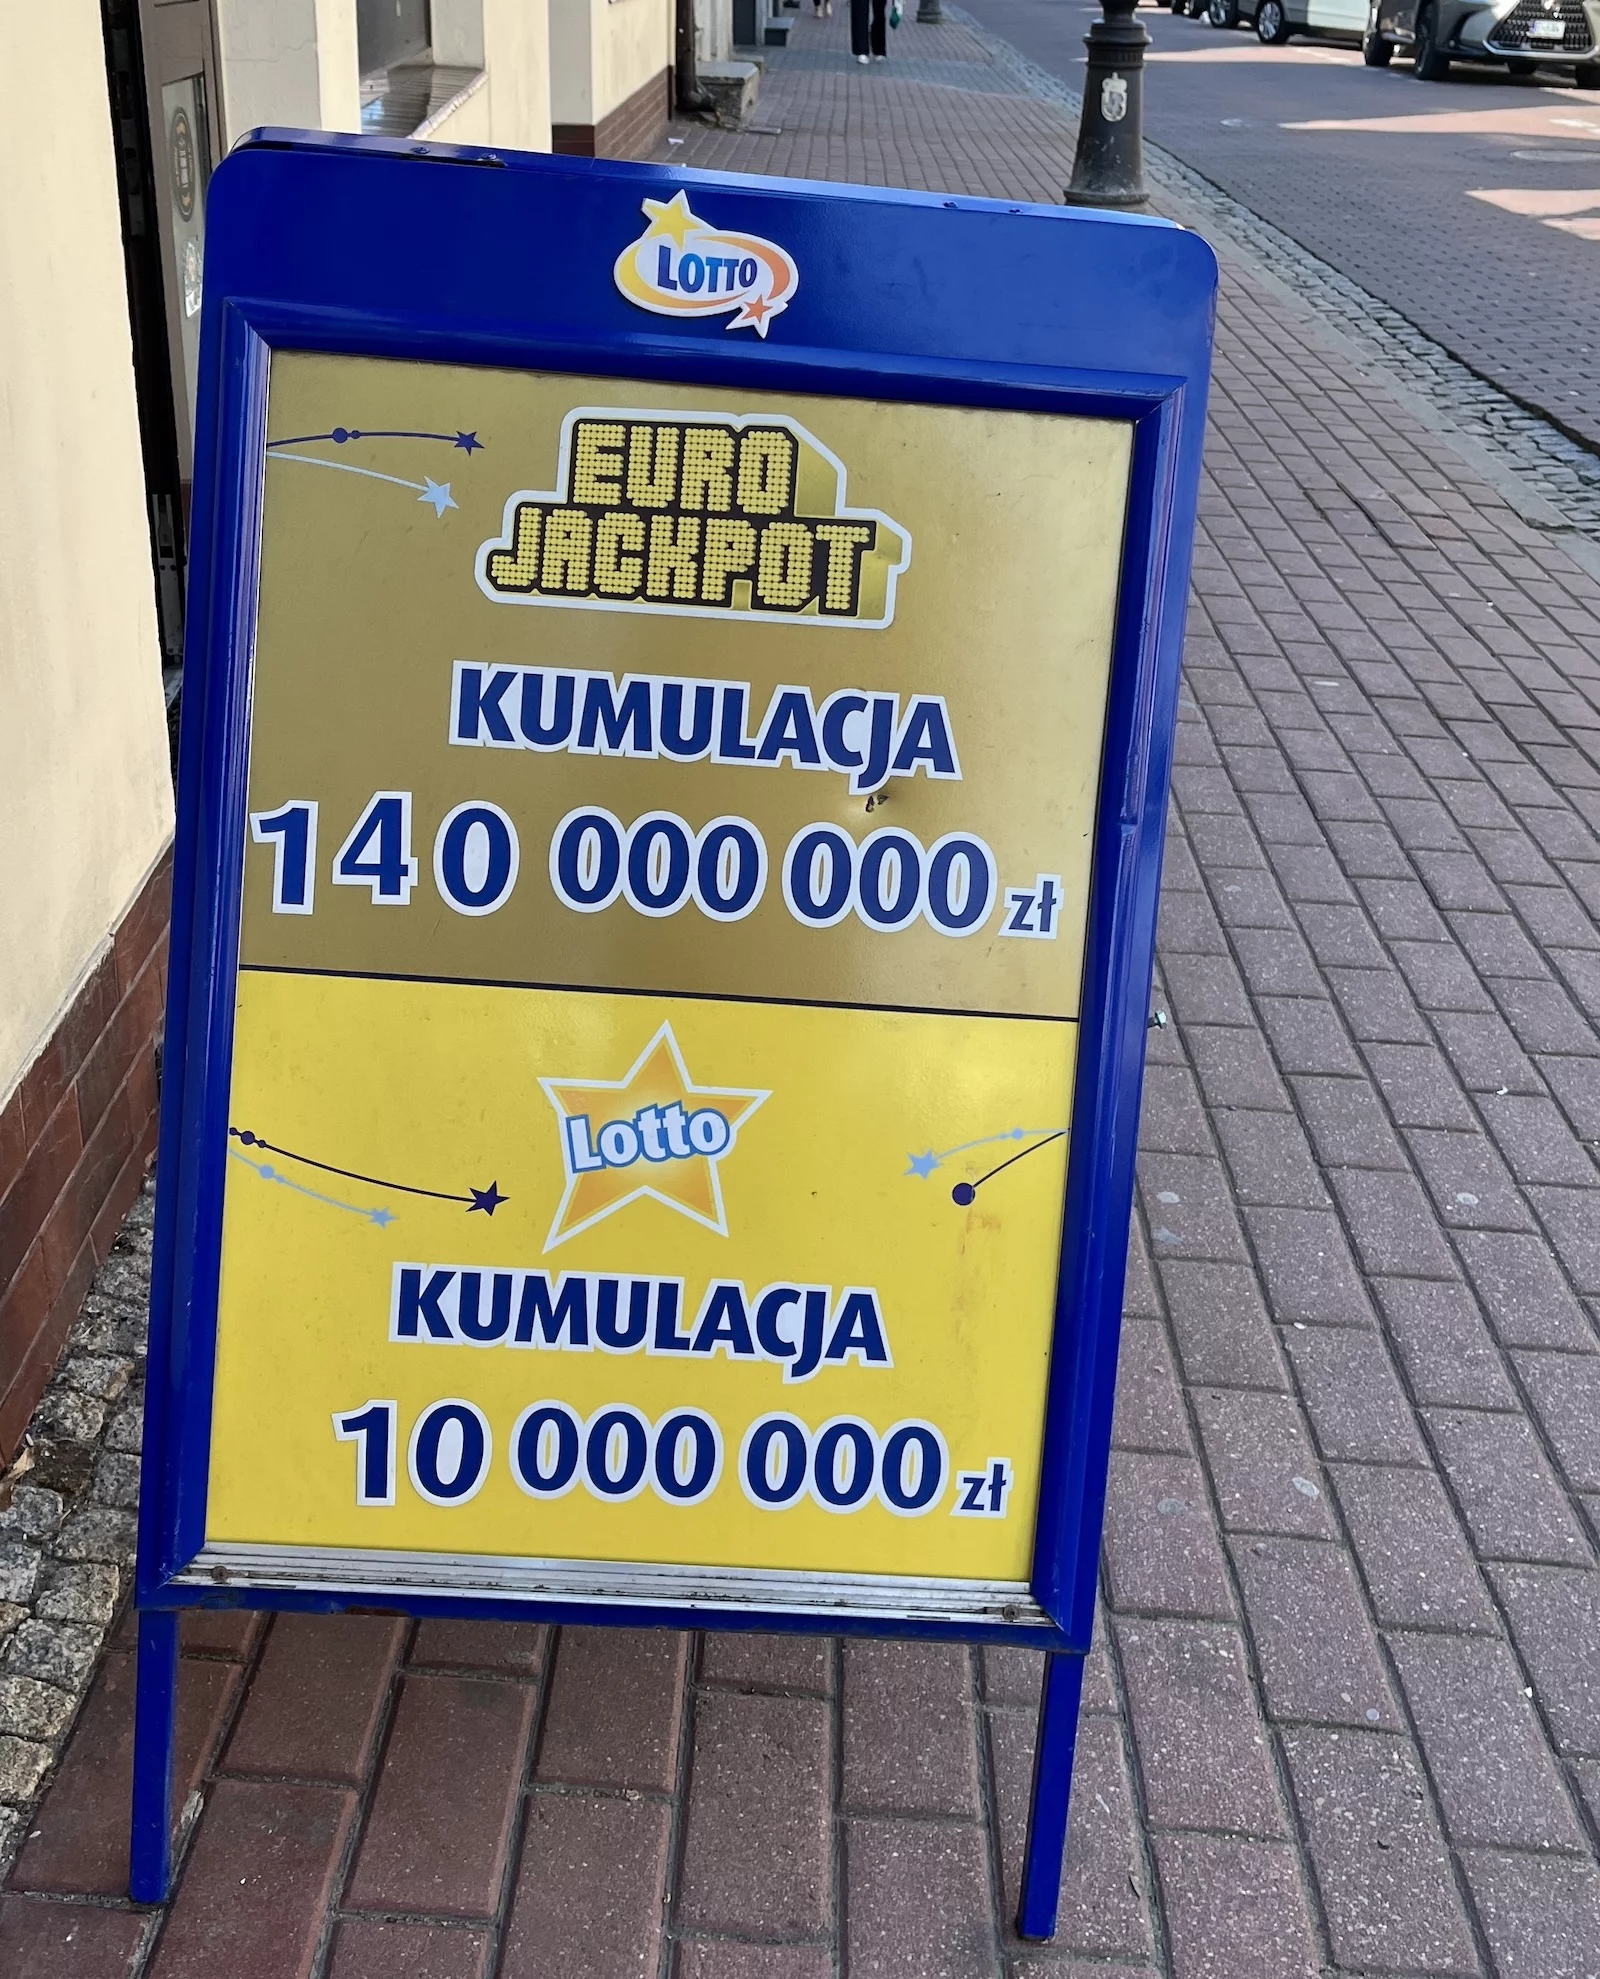 LOTTO
EURO
JACKPOT
KUMULACJA
140 000 000 zł
Lotto
KUMULACJA
10 000 000 zł